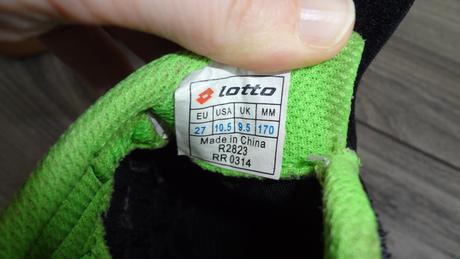 lotto
EU USA UK MM
27 10.5 9.5 170
Made in China
R2823
RR 0314